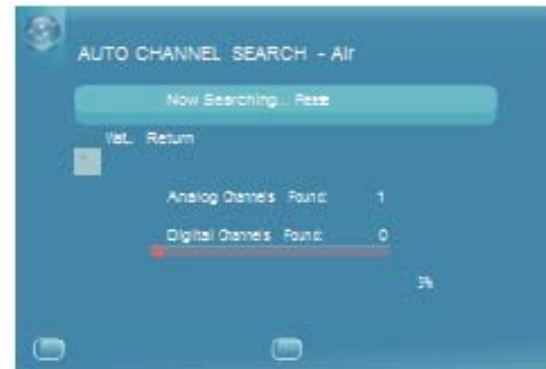 AUTO CHANNEL SEARCH - Air
Now Searching... Please
Wait... Return
Analog Channels Found: 1
Digital Channels Found: 0
3%